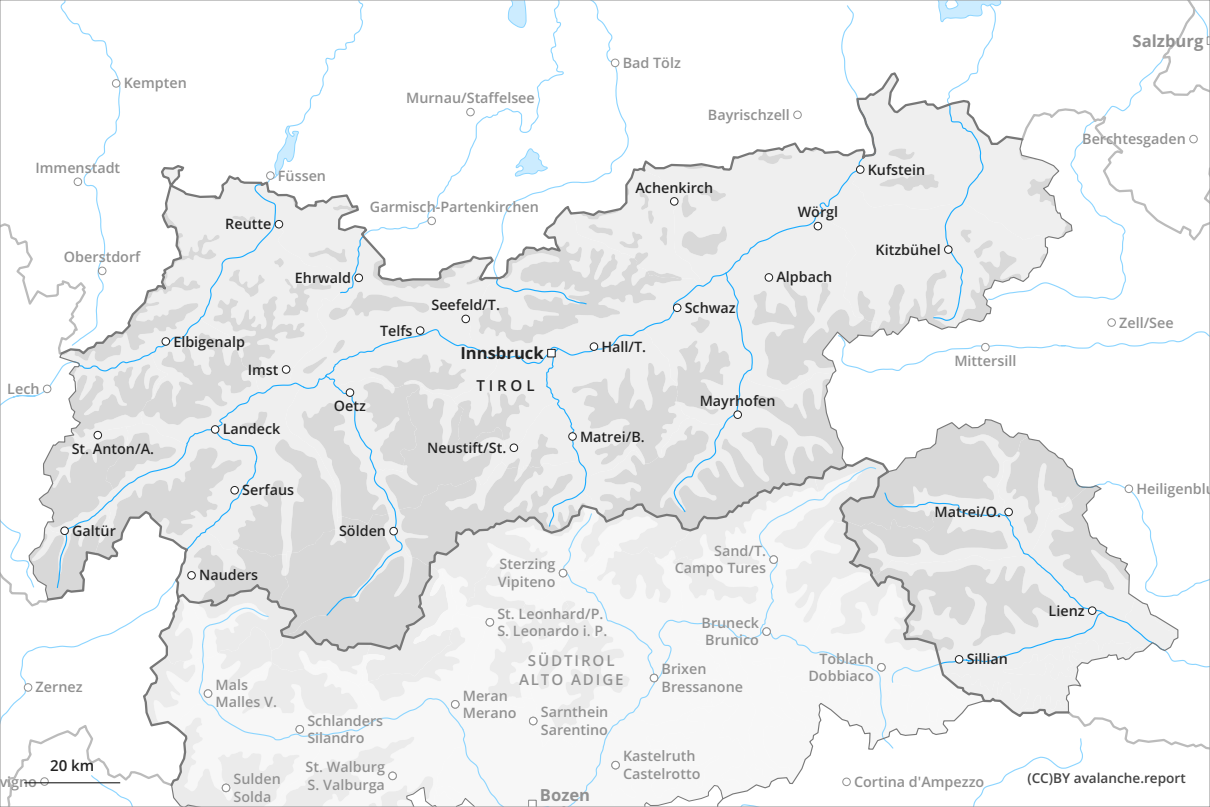 Salzburg
Bad Tölz
Kempten
Murnau/Staffelsee
Bayrischzell
Berchtesgaden
Immenstadt
Füssen
Kufstein
Achenkirch
Garmisch-Partenkirchen
Wörgl
Reutte
Kitzbühel
Oberstdorf
Ehrwald
Alpbach
Seefeld/T.
Schwaz
Telfs
Zell/See
Elbigenalp
Innsbruck
Hall/T.
Mittersill
Imst
TIROL
Lech
Oetz
Mayrhofen
Landeck
Matrei/B.
St. Anton/A.
Neustift/St.
Serfaus
Heiligenblu
Matrei/O.
Galtür
Sölden
Sand/T.
Campo Tures
Sterzing
Vipiteno
Nauders
Lienz
St. Leonhard/P.
S. Leonardo i. P.
Bruneck
Brunico
SÜDTIROL
ALTO ADIGE
Toblach
Dobbiaco
Sillian
Brixen
Bressanone
Zernez
Mals
Malles V.
Meran
Merano
Sarnthein
Sarentino
Schlanders
Silandro
Kastelruth
Castelrotto
20 km
St. Walburg
S. Valburga
vigno
Sulden
Solda
Cortina d'Ampezzo
(CC)BY avalanche.report
Bozen